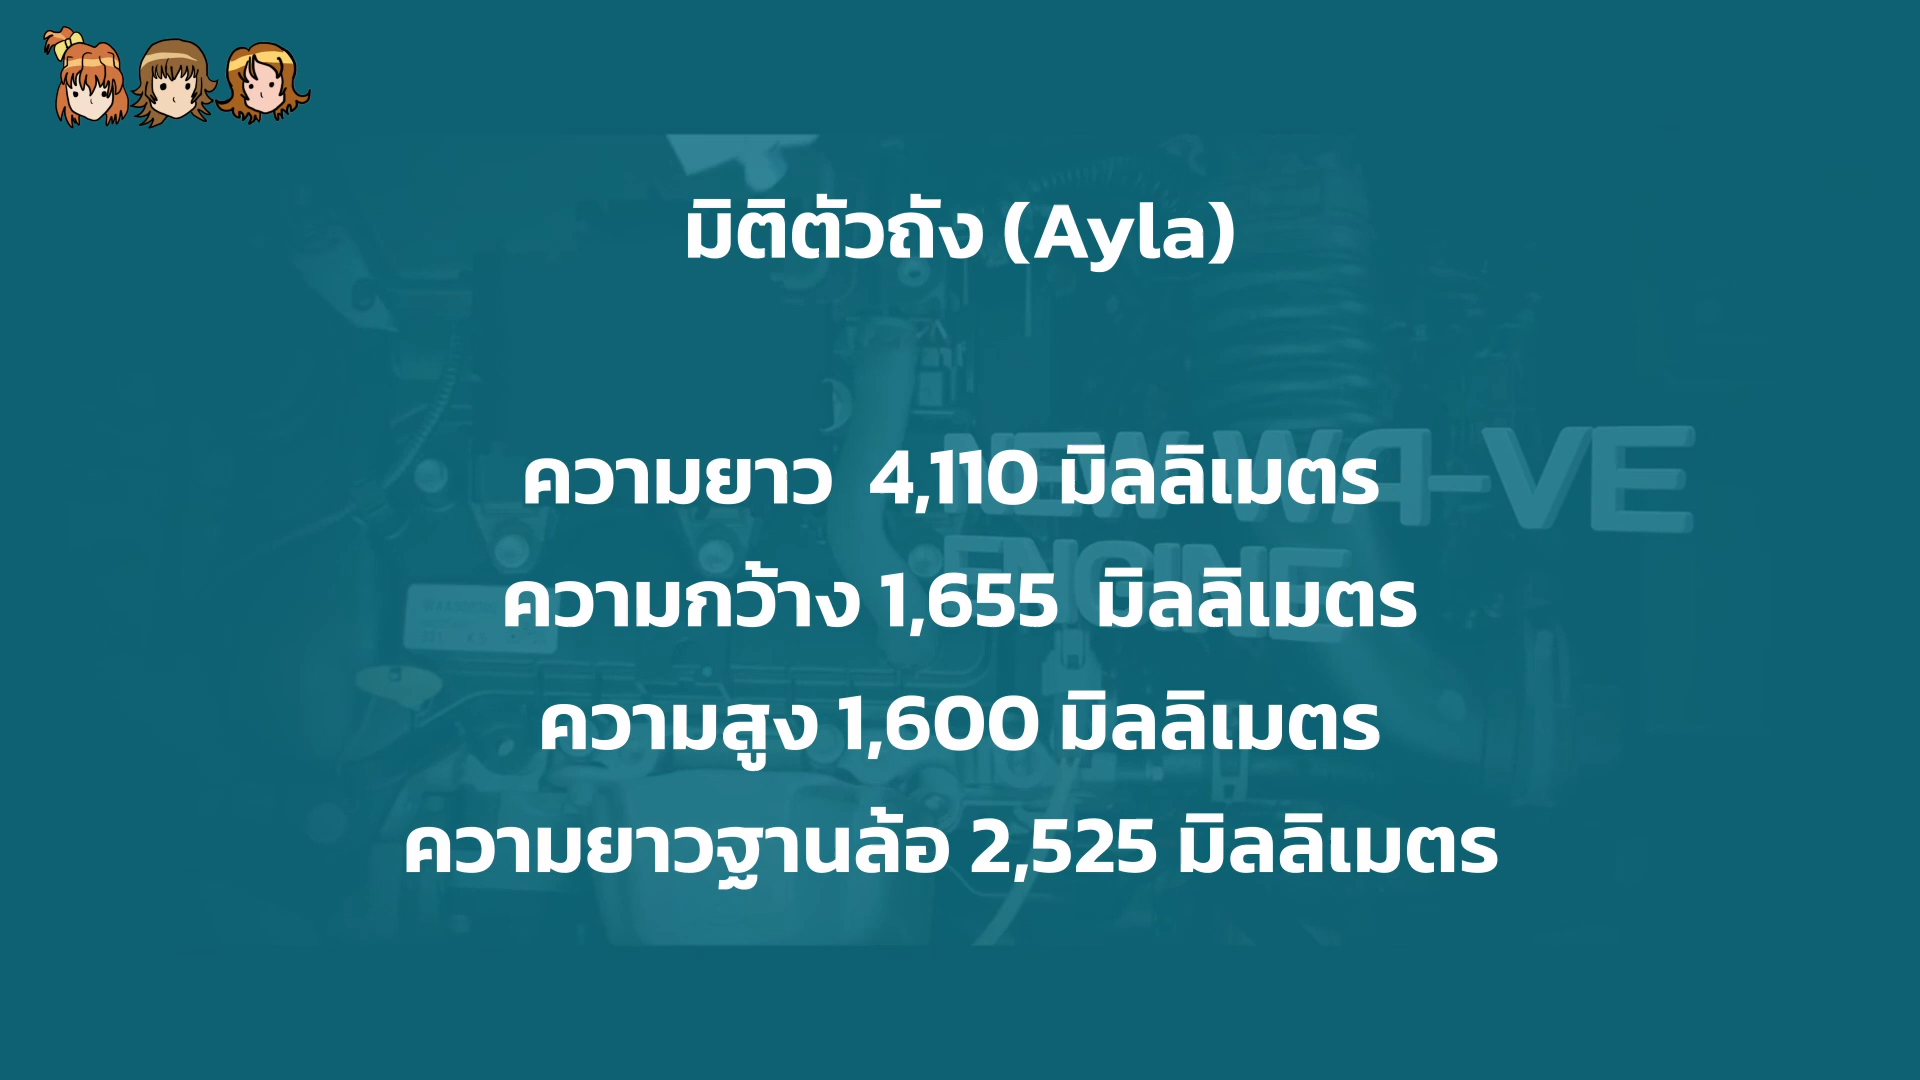 มิติตัวถัง (Ayla)
ความยาว 4,110 มิลลิเมตร
NEW WA-VE
ENGINE
ความกว้าง 1,655 มิลลิเมตร
ความสูง 1,600 มิลลิเมตร
ความยาวฐานล้อ 2,525 มิลลิเมตร